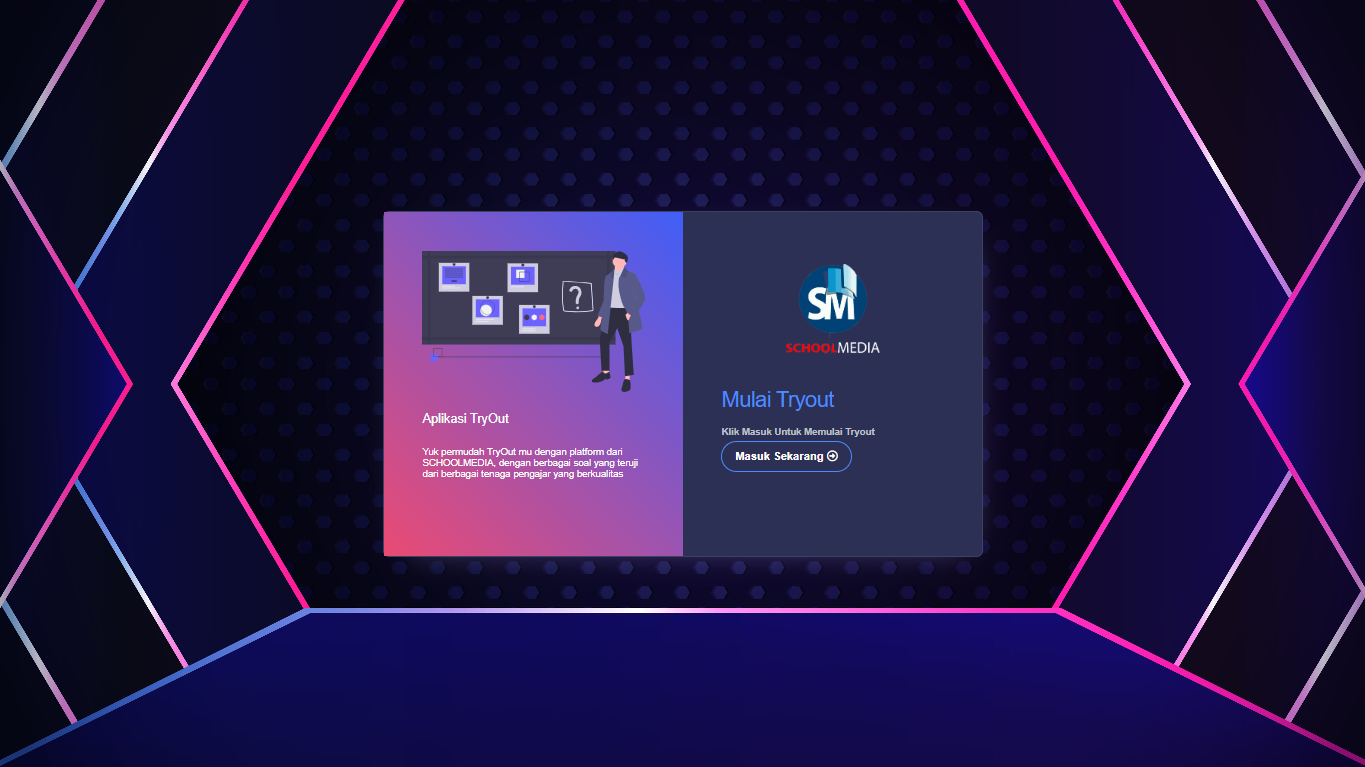 ?
Aplikasi TryOut
Yuk permudah TryOut mu dengan platform dari
SCHOOLMEDIA, dengan berbagai soal yang teruji
dari berbagai tenaga pengajar yang berkualitas
SM
SCHOOLMEDIA
Mulai Tryout
Klik Masuk Untuk Memulai Tryout
Masuk Sekarang